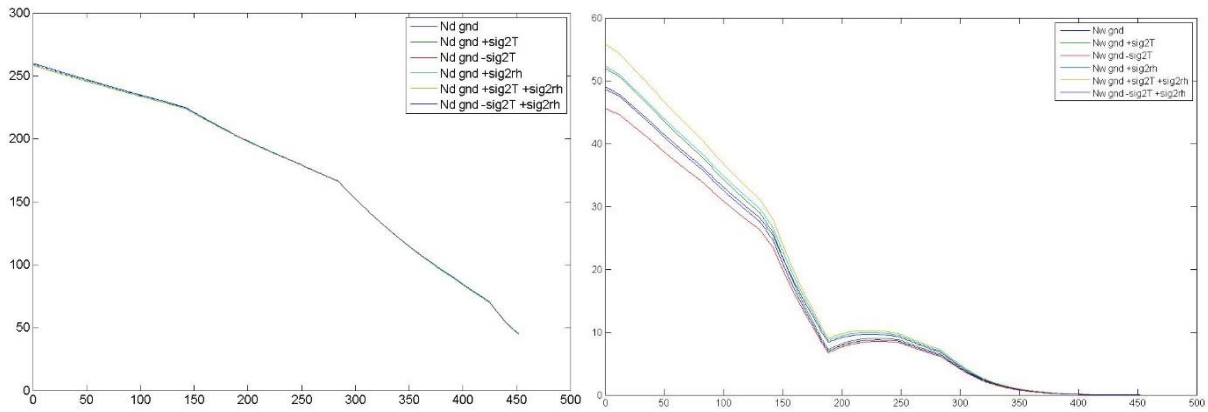 300
250
200
150
100
50
0
0 50 100 150 200 250 300 350 400 450 500
Nd gnd
Nd gnd +sig2T
Nd gnd -sig2T
Nd gnd +sig2rh
Nd gnd +sig2T +sig2rh
Nd gnd -sig2T +sig2rh
60
50
40
30
20
10
0
0 50 100 150 200 250 300 350 400 450 500
Nw gnd
Nw gnd +sig2T
Nw gnd -sig2T
Nw gnd +sig2rh
Nw gnd +sig2T +sig2rh
Nw gnd -sig2T +sig2rh